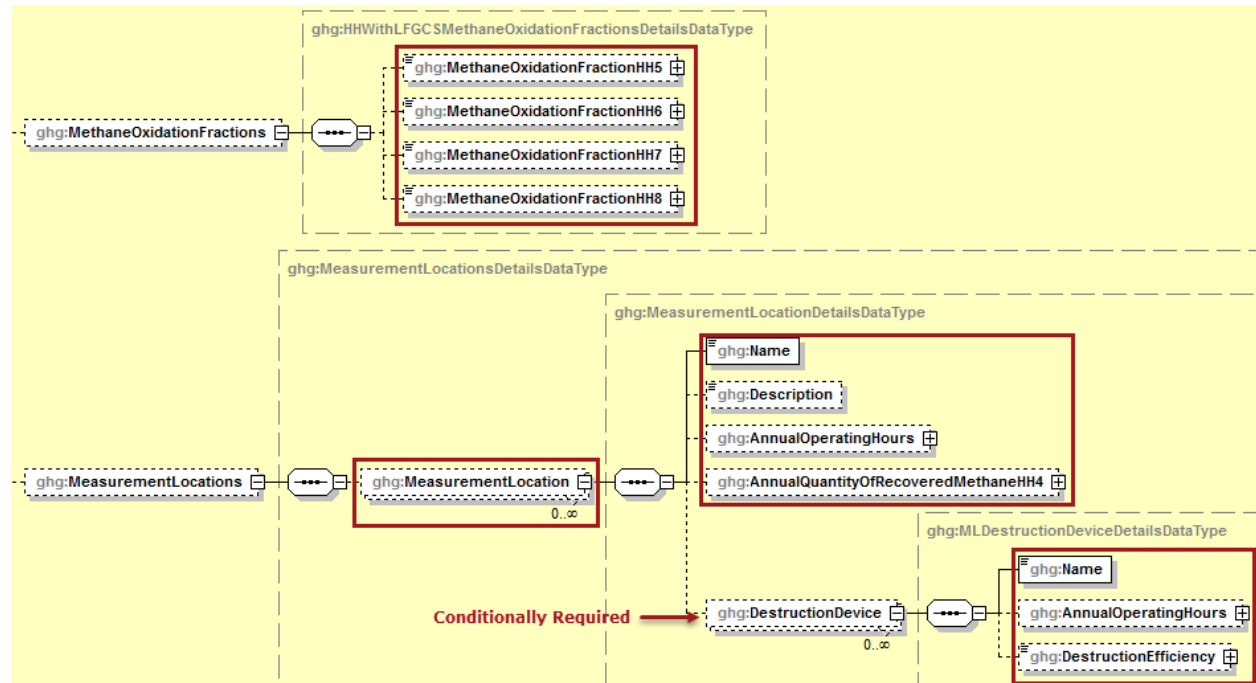 ghg:HHWithLFGCSMethaneOxidationFractionsDetailsDataType
ghg:MethaneOxidationFractions
ghg:MethaneOxidationFractionHH5
ghg:MethaneOxidationFractionHH6
ghg:MethaneOxidationFractionHH7
ghg:MethaneOxidationFractionHH8
ghg:MeasurementLocationsDetailsDataType
ghg:MeasurementLocations
ghg:MeasurementLocation
0..∞
ghg:MeasurementLocationDetailsDataType
ghg:Name
ghg:Description
ghg:AnnualOperatingHours
ghg:AnnualQuantityOfRecoveredMethaneHH4
Conditionally Required
ghg:DestructionDevice
0..∞
ghg:MLDestructionDeviceDetailsDataType
ghg:Name
ghg:AnnualOperatingHours
ghg:DestructionEfficiency